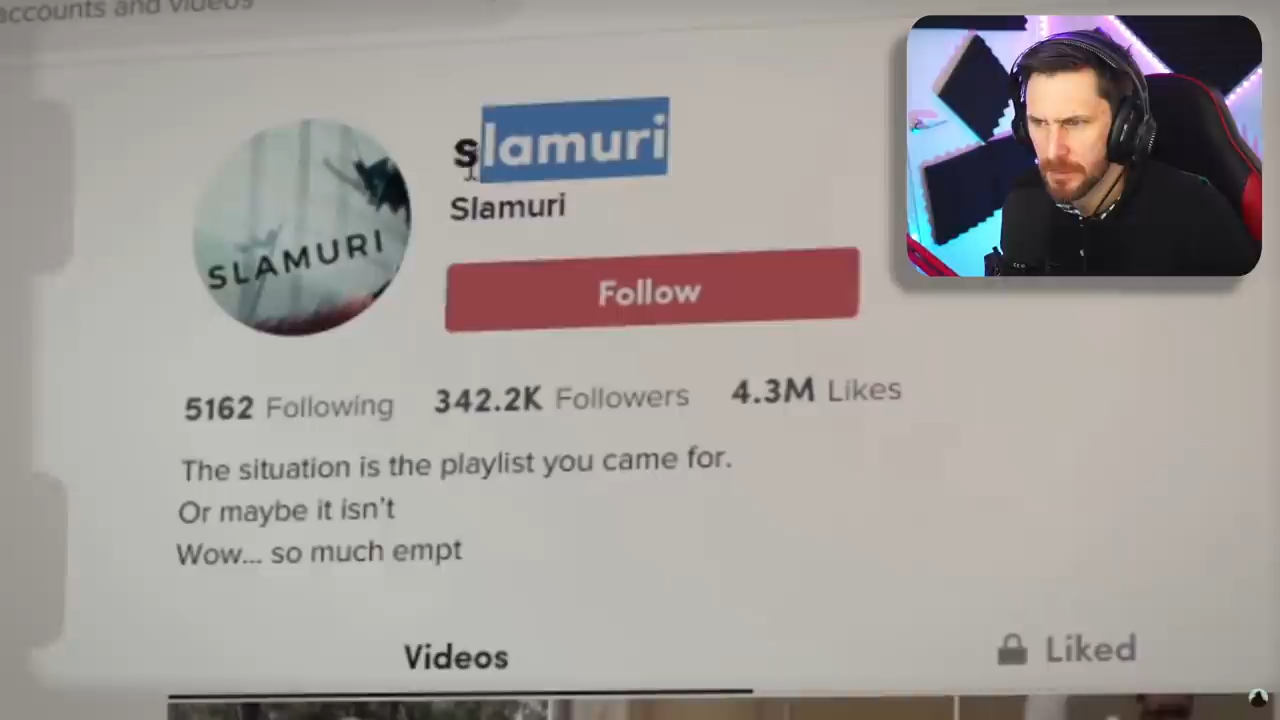 accounts and videos
slamuri
Slamuri
SLAMURI
Follow
5162 Following 342.2K Followers 4.3M Likes
The situation is the playlist you came for.
Or maybe it isn't
Wow... so much empt
Videos
Liked